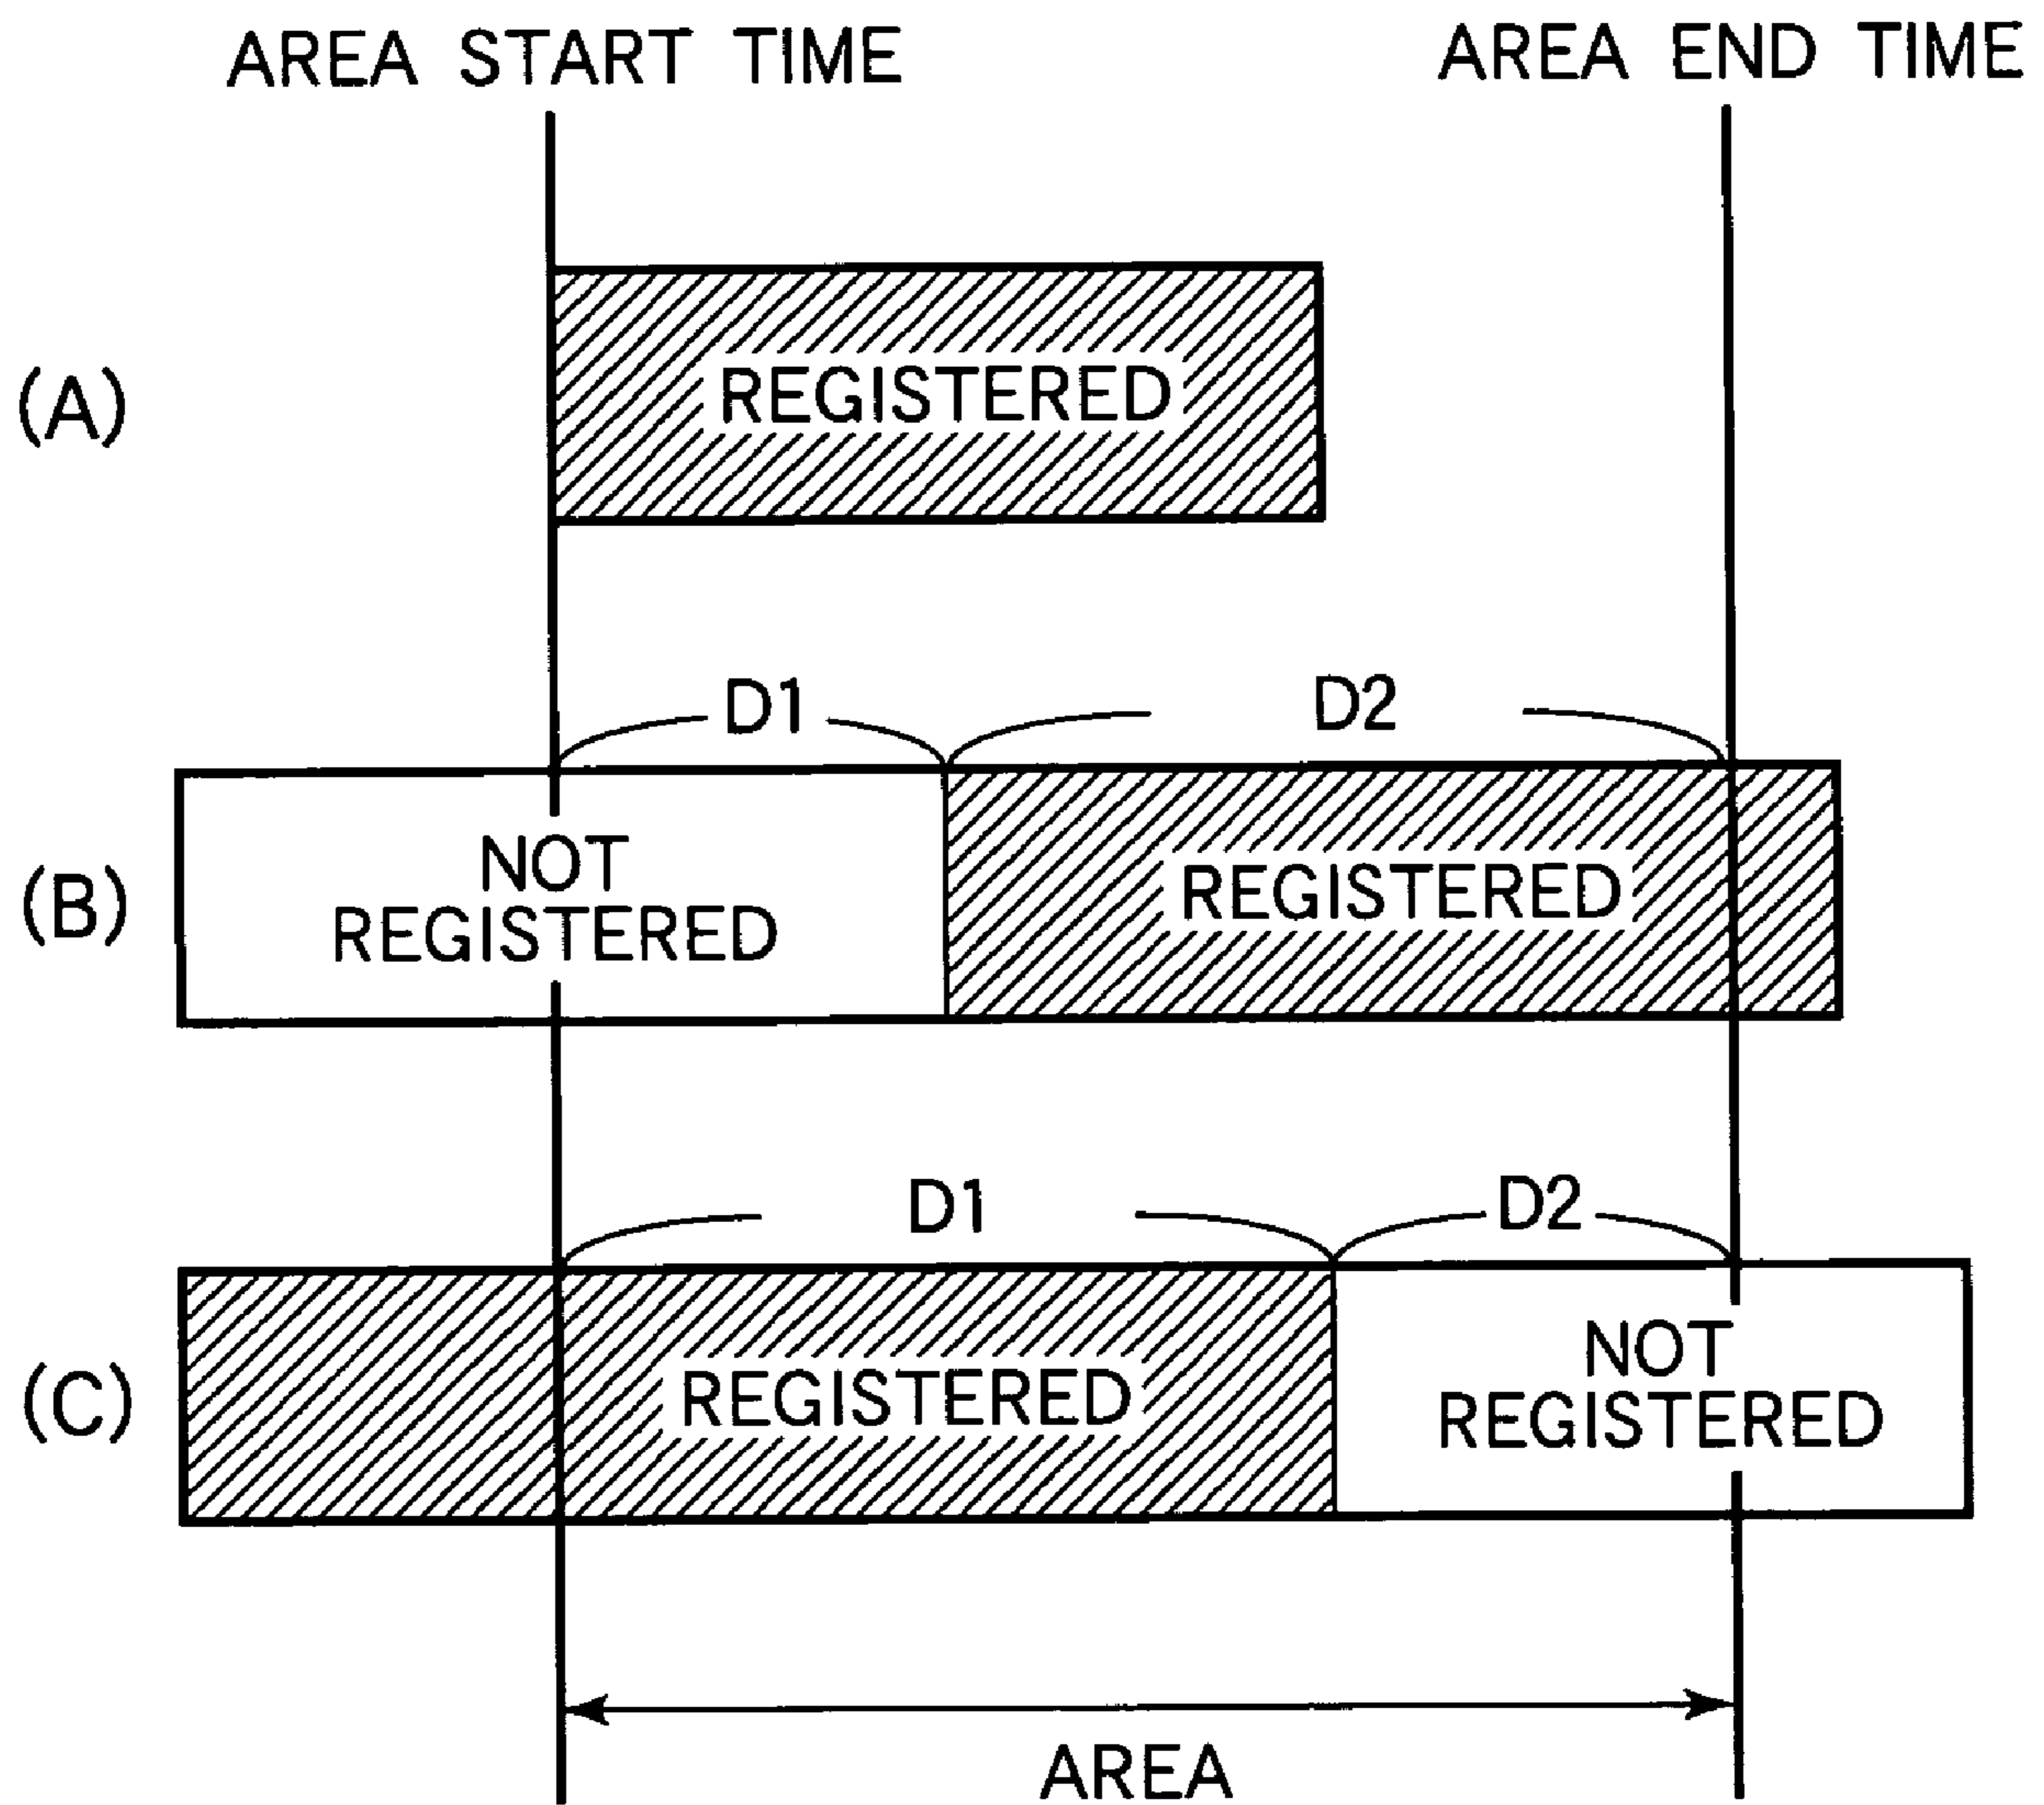 AREA START TIME
AREA END TIME
(A)
REGISTERED
D1
D2
(B)
NOT
REGISTERED
REGISTERED
D1
D2
(C)
REGISTERED
NOT
REGISTERED
AREA